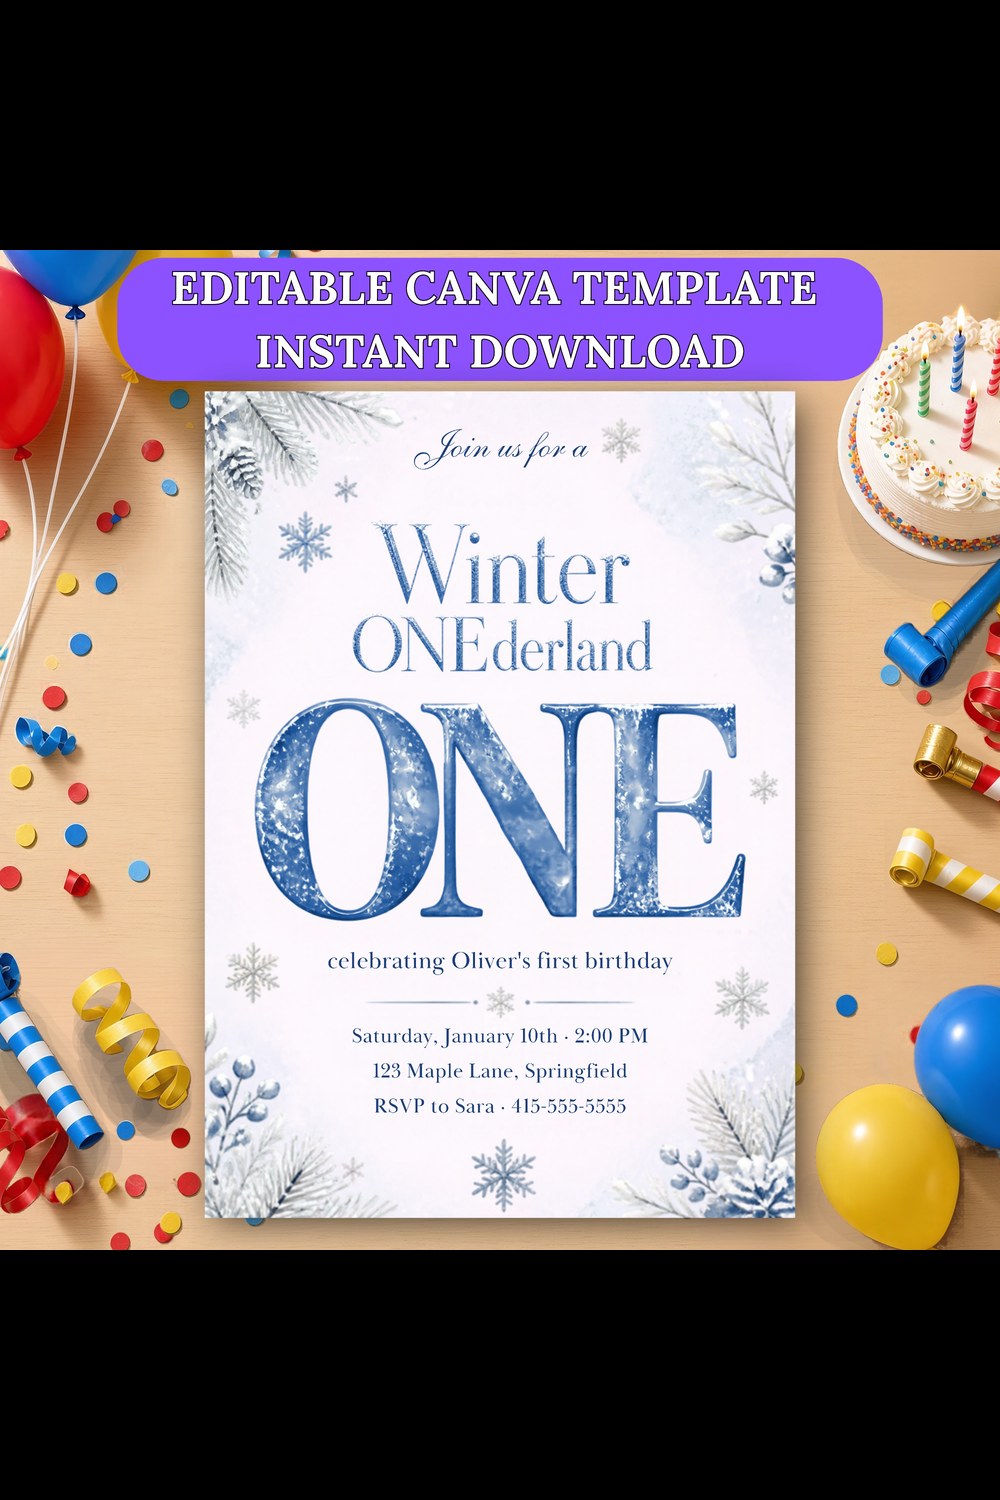 EDITABLE CANVA TEMPLATE
INSTANT DOWNLOAD
Join us for a
Winter
ONEderland
ONE
celebrating Oliver's first birthday
Saturday, January 10th · 2:00 PM
123 Maple Lane, Springfield
RSVP to Sara · 415-555-5555